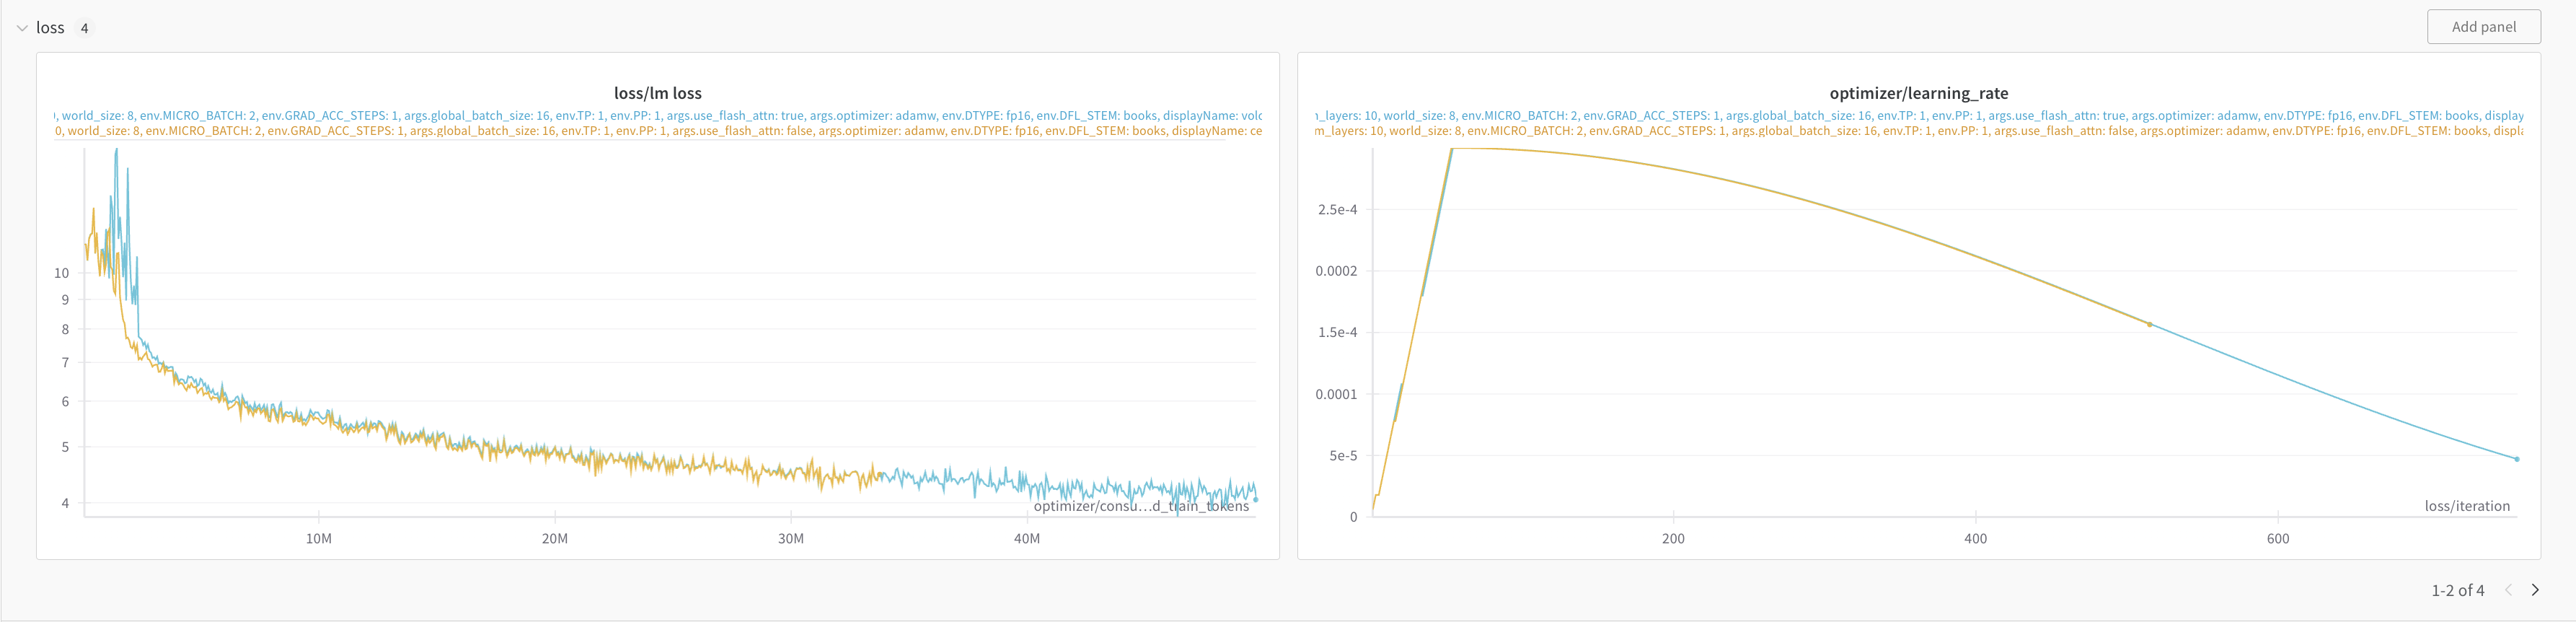 loss 4
Add panel
loss/lm loss
, world_size: 8, env.MICRO_BATCH: 2, env.GRAD_ACC_STEPS: 1, args.global_batch_size: 16, env.TP: 1, env.PP: 1, args.use_flash_attn: true, args.optimizer: adamw, env.DTYPE: fp16, env.DFL_STEM: books, displayName: volc
0, world_size: 8, env.MICRO_BATCH: 2, env.GRAD_ACC_STEPS: 1, args.global_batch_size: 16, env.TP: 1, env.PP: 1, args.use_flash_attn: false, args.optimizer: adamw, env.DTYPE: fp16, env.DFL_STEM: books, displayName: ce
10
9
8
7
6
5
4
optimizer/consu...d_train_tokens
10M 20M 30M 40M
optimizer/learning_rate
_layers: 10, world_size: 8, env.MICRO_BATCH: 2, env.GRAD_ACC_STEPS: 1, args.global_batch_size: 16, env.TP: 1, env.PP: 1, args.use_flash_attn: true, args.optimizer: adamw, env.DTYPE: fp16, env.DFL_STEM: books, display
m_layers: 10, world_size: 8, env.MICRO_BATCH: 2, env.GRAD_ACC_STEPS: 1, args.global_batch_size: 16, env.TP: 1, env.PP: 1, args.use_flash_attn: false, args.optimizer: adamw, env.DTYPE: fp16, env.DFL_STEM: books, displa
2.5e-4
0.0002
1.5e-4
0.0001
5e-5
0
loss/iteration
200 400 600
1-2 of 4